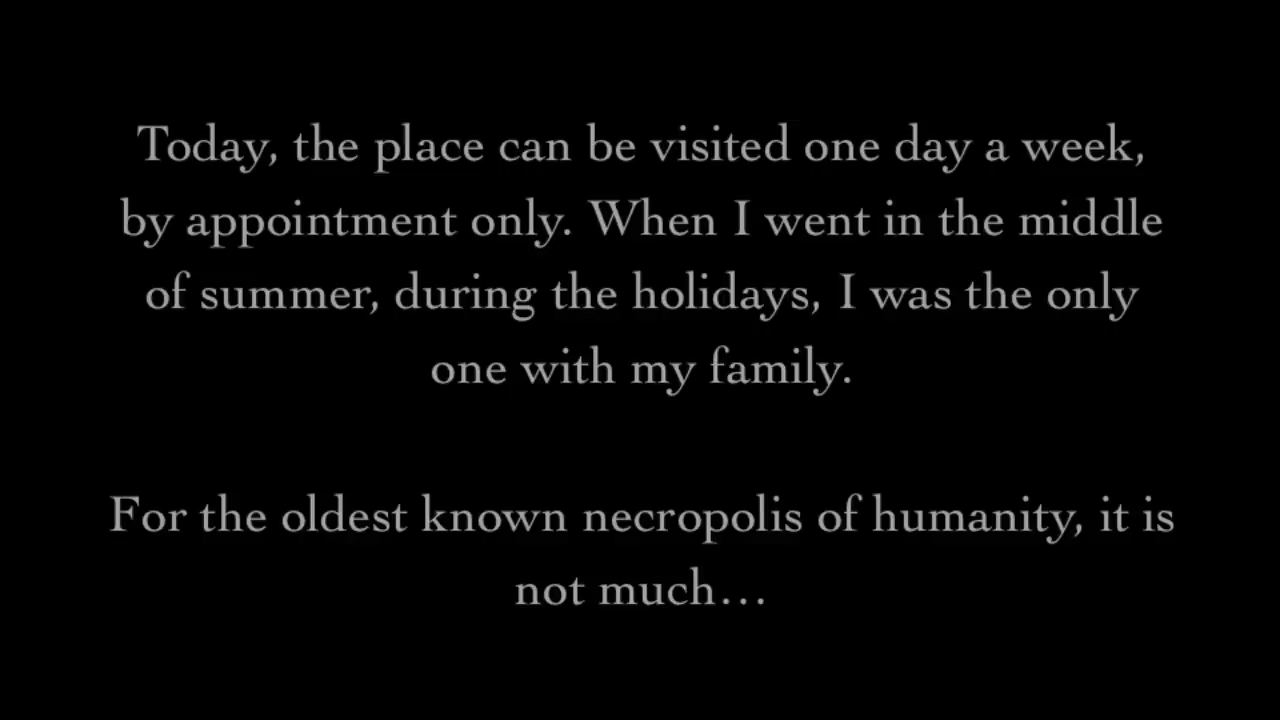 Today, the place can be visited one day a week,
by appointment only. When I went in the middle
of summer, during the holidays, I was the only
one with my family.
For the oldest known necropolis of humanity, it is
not much…